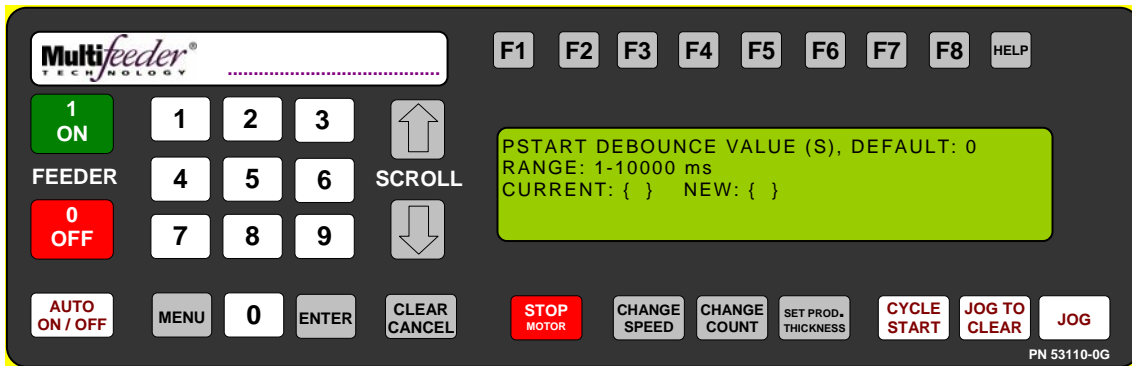 Multifeeder®
TECHNOLOGY
F1 F2 F3 F4 F5 F6 F7 F8 HELP
1
ON
FEEDER
0
OFF
1 2 3
4 5 6
7 8 9
SCROLL
PSTART DEBOUNCE VALUE (S), DEFAULT: 0
RANGE: 1-10000 ms
CURRENT: { } NEW: { }
AUTO
ON / OFF
MENU
0
ENTER
CLEAR
CANCEL
STOP
MOTOR
CHANGE
SPEED
CHANGE
COUNT
SET PROD.
THICKNESS
CYCLE
START
JOG TO
CLEAR
JOG
PN 53110-0G